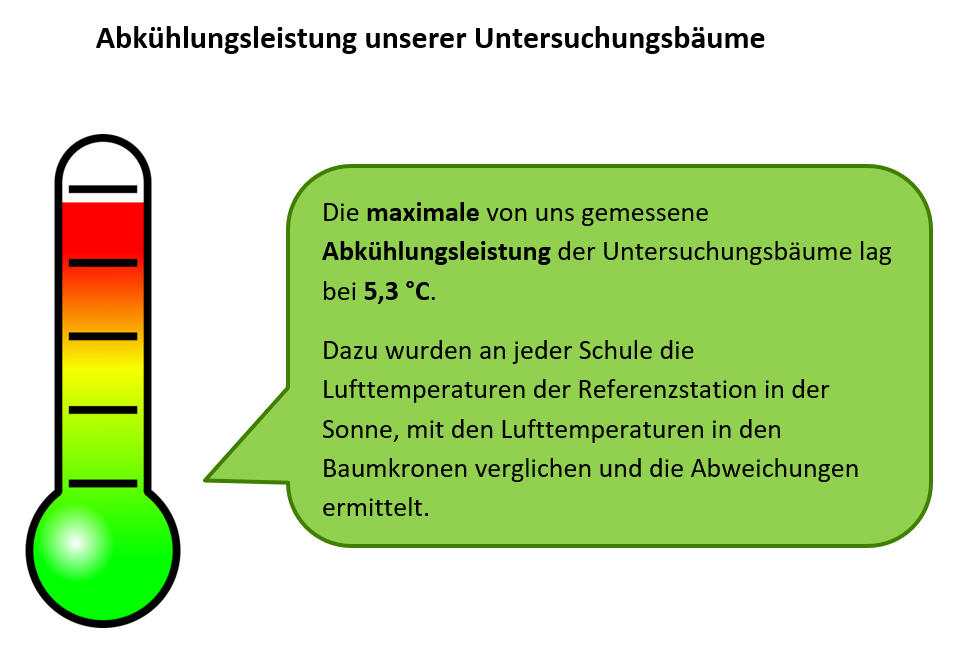 Abkühlungsleistung unserer Untersuchungsbäume
Die maximale von uns gemessene
Abkühlungsleistung der Untersuchungsbäume lag
bei 5,3 °C.
Dazu wurden an jeder Schule die
Lufttemperaturen der Referenzstation in der
Sonne, mit den Lufttemperaturen in den
Baumkronen verglichen und die Abweichungen
ermittelt.